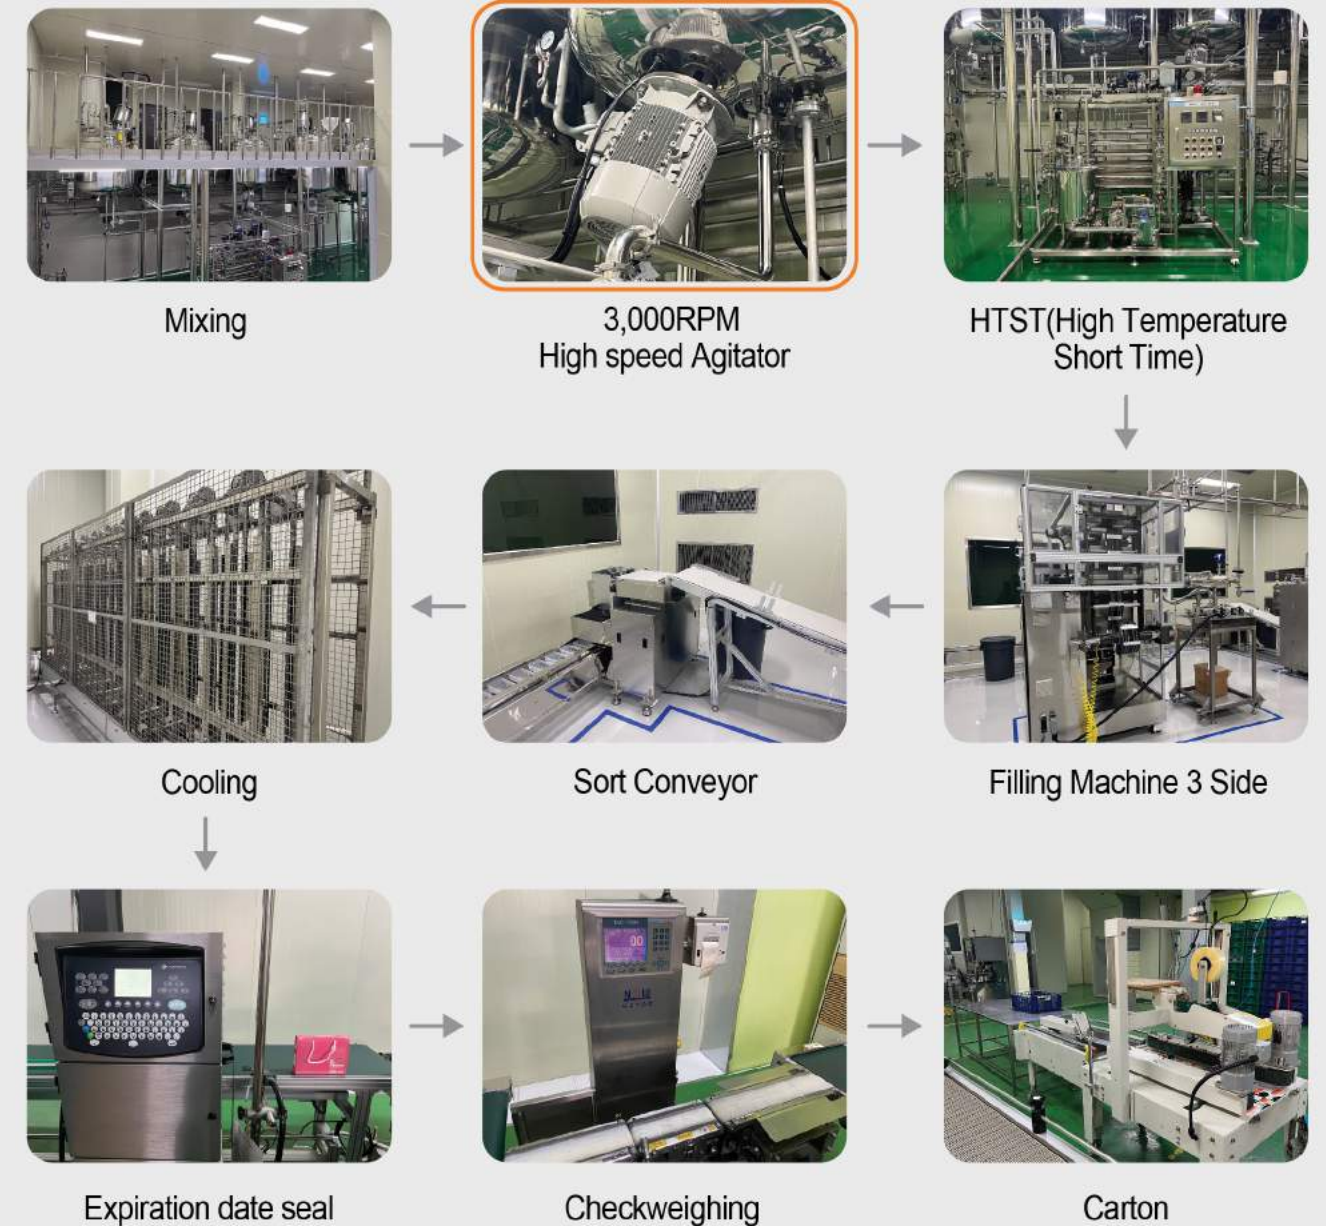 Mixing
3,000RPM
High speed Agitator
HTST(High Temperature
Short Time)
Filling Machine 3 Side
Sort Conveyor
Cooling
Expiration date seal
Checkweighing
Carton